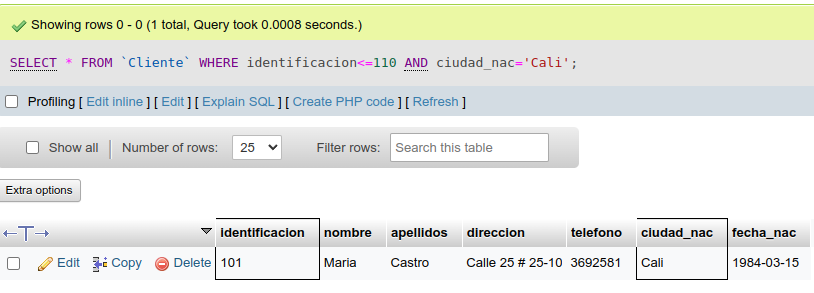 Showing rows 0 - 0 (1 total, Query took 0.0008 seconds.)
SELECT * FROM `Cliente` WHERE identificacion<=110 AND ciudad_nac='Cali';
Profiling [ Edit inline ] [ Edit ] [ Explain SQL ] [ Create PHP code ] [ Refresh ]
Show all | Number of rows: 25 Filter rows: Search this table
Extra options
←T→ identificacion nombre apellidos direccion telefono ciudad_nac fecha_nac
Edit Copy Delete 101 Maria Castro Calle 25 # 25-10 3692581 Cali 1984-03-15